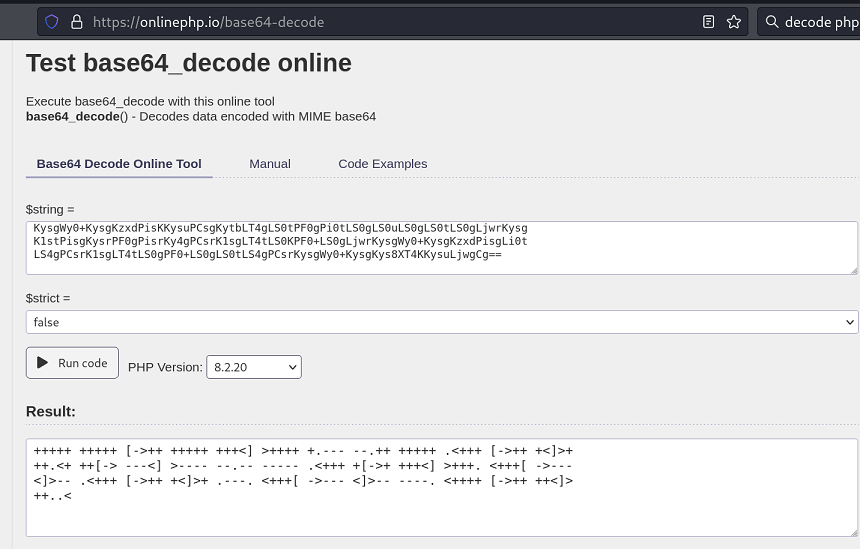 https://onlinephp.io/base64-decode
decode php
Test base64_decode online
Execute base64_decode with this online tool
base64_decode() - Decodes data encoded with MIME base64
Base64 Decode Online Tool Manual Code Examples
$string =
KysgWy0+KysgKzxdPisKKysuPCsgKytbLT4gLS0tPF0gPi0tLS0gLS0uLS0gLS0tLS0gLjwrKysg
K1stPisgKysrPF0gPisrKy4gPCsrK1sgLT4tLS0KPF0+LS0gLjwrKysgWy0+KysgKzxdPisgLi0t
LS4gPCsrK1sgLT4tLS0gPF0+LS0gLS0tLS4gPCsrKysgWy0+KysgKys8XT4KKysuLjwgCg==
$strict =
false
Run code PHP Version: 8.2.20
Result:
+++++ +++++ [->++ +++++ +++<] >++++ +.--- --.++ +++++ .<+++ [->++ +<]>+
++.<+ ++[-> ---<] >---- --.-- ----- .<+++ +[->+ +++<] >+++. <+++[ ->---
<]>-- .<+++ [->++ +<]>+ .---. <+++[ ->--- <]>-- ----. <++++ [->++ ++<]>
++..<